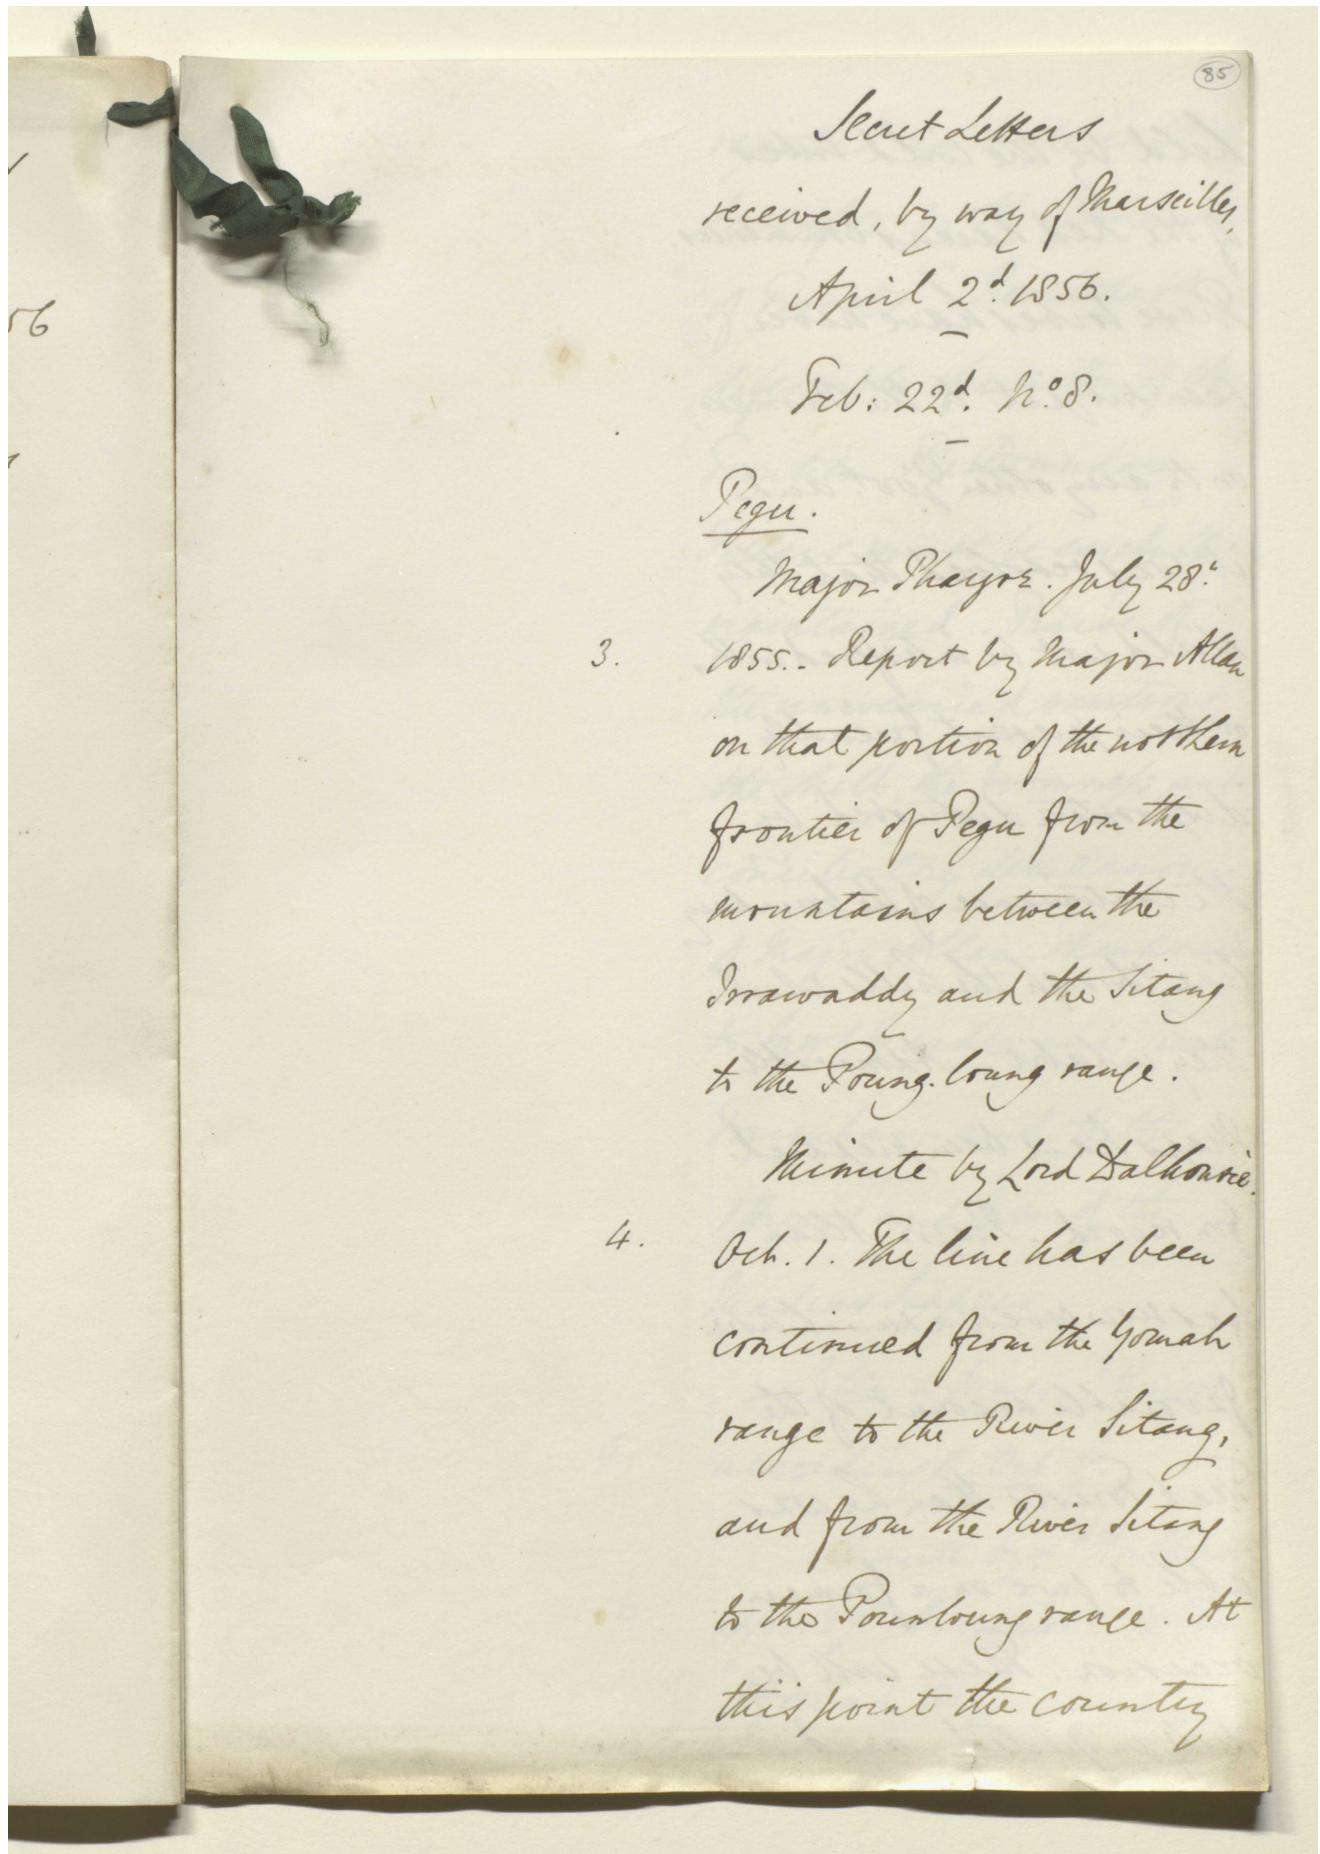 85
Secret Letters
received, by way of Marseilles,
April 2d. 1856.
Feb: 22d. No. 8.
Pegu.
Major Phayre. July 28.
3. 1855. - Report by Major Allan
on that portion of the northern
frontier of Pegu from the
mountains between the
Irrawaddy and the Sitang
to the Poung-loung range.
Minute by Lord Dalhousie.
4. Oct. 1. The line has been
continued from the Yomah
range to the River Sitang,
and from the River Sitang
to the Pounloung range. At
this point the country
56